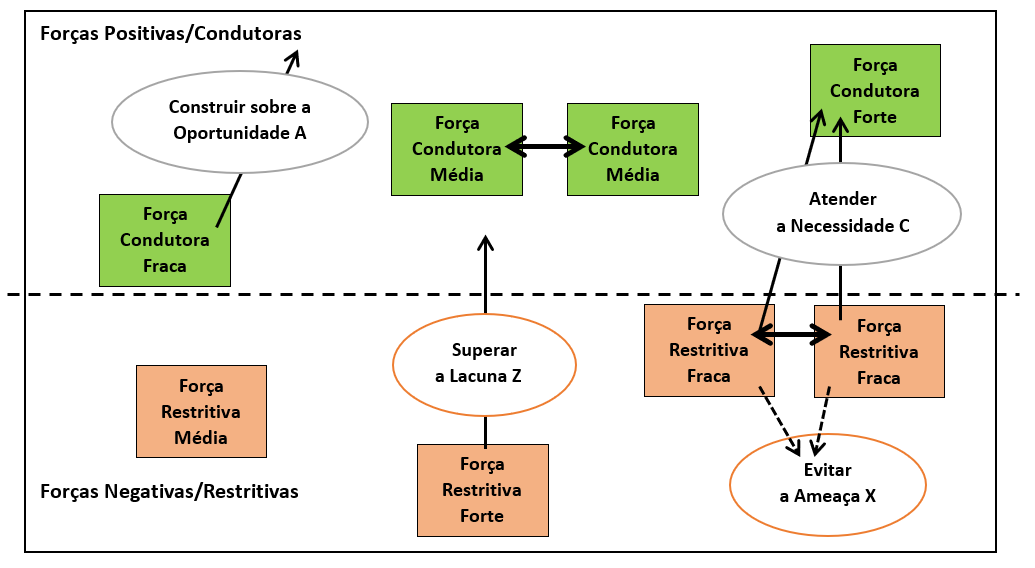 Forças Positivas/Condutoras
Construir sobre a
Oportunidade A
Força
Condutora
Fraca
Força
Condutora
Média
Força
Condutora
Média
Força
Condutora
Forte
Atender
a Necessidade C
Superar
a Lacuna Z
Força
Restritiva
Fraca
Força
Restritiva
Fraca
Força
Restritiva
Média
Força
Restritiva
Forte
Evitar
a Ameaça X
Forças Negativas/Restritivas